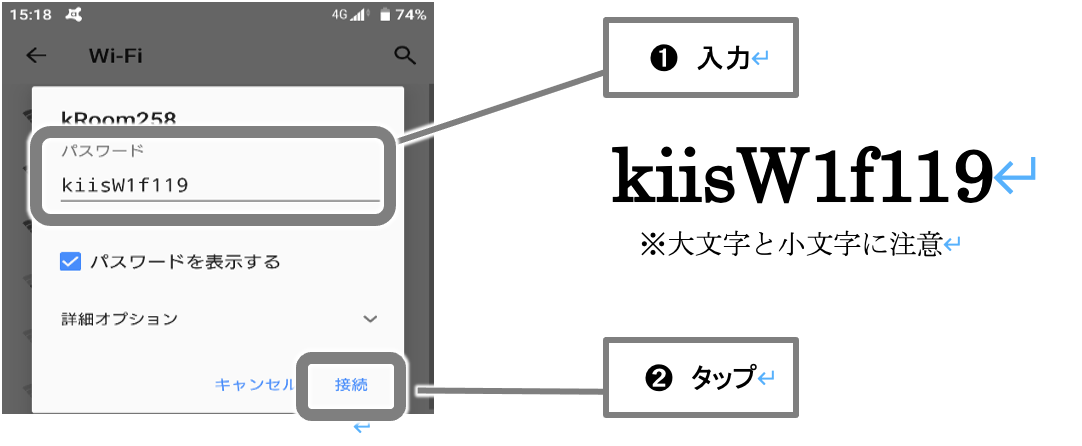 15:18
4G
74%
Wi-Fi
kRoom258
パスワード
kiisW1f119
パスワードを表示する
詳細オプション
キャンセル
接続
❶ 入力↵
kiisW1f119↵
※大文字と小文字に注意↵
❷ タップ↵
↵